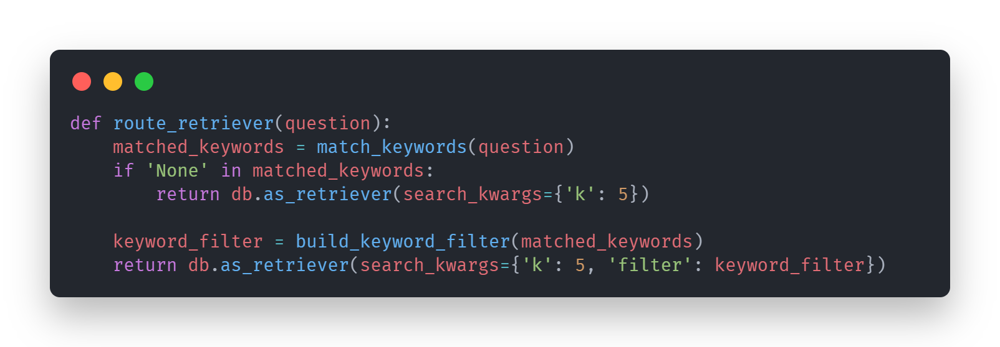 def route_retriever(question):
    matched_keywords = match_keywords(question)
    if 'None' in matched_keywords:
        return db.as_retriever(search_kwargs={'k': 5})

    keyword_filter = build_keyword_filter(matched_keywords)
    return db.as_retriever(search_kwargs={'k': 5, 'filter': keyword_filter})